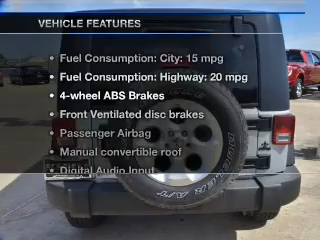 VEHICLE FEATURES
• Fuel Consumption: City: 15 mpg
• Fuel Consumption: Highway: 20 mpg
• 4-wheel ABS Brakes
• Front Ventilated disc brakes
• Passenger Airbag
• Manual convertible roof
• Digital Audio Input
DUELER A/T